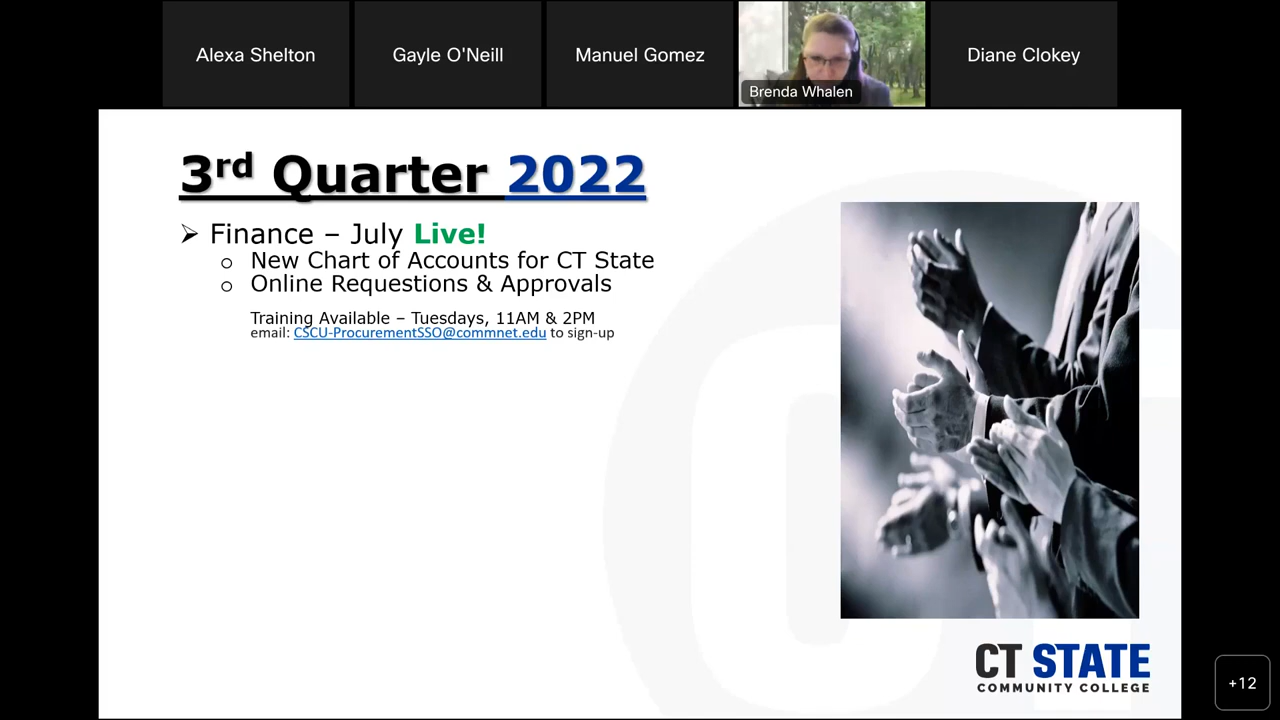 Alexa Shelton
Gayle O'Neill
Manuel Gomez
Brenda Whalen
Diane Clokey
3rd Quarter 2022
➢ Finance – July Live!
o New Chart of Accounts for CT State
o Online Requestions & Approvals
Training Available – Tuesdays, 11AM & 2PM
email: CSCU-ProcurementSSO@commnet.edu to sign-up
CT STATE
COMMUNITY COLLEGE
+12